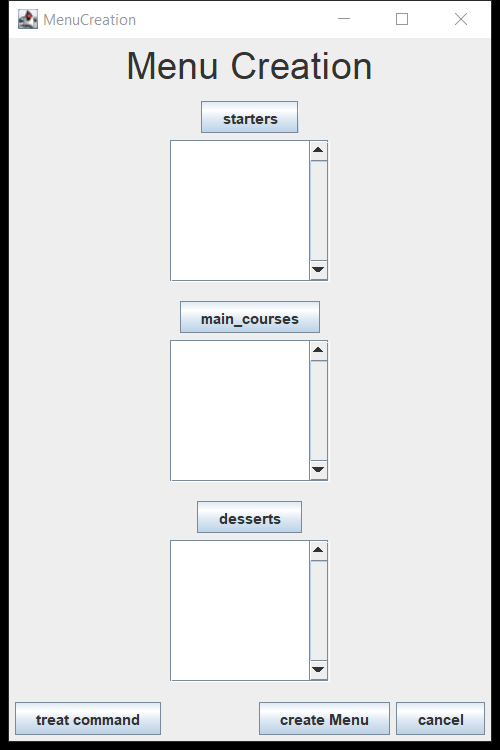 MenuCreation
Menu Creation
starters
main_courses
desserts
treat command create Menu cancel